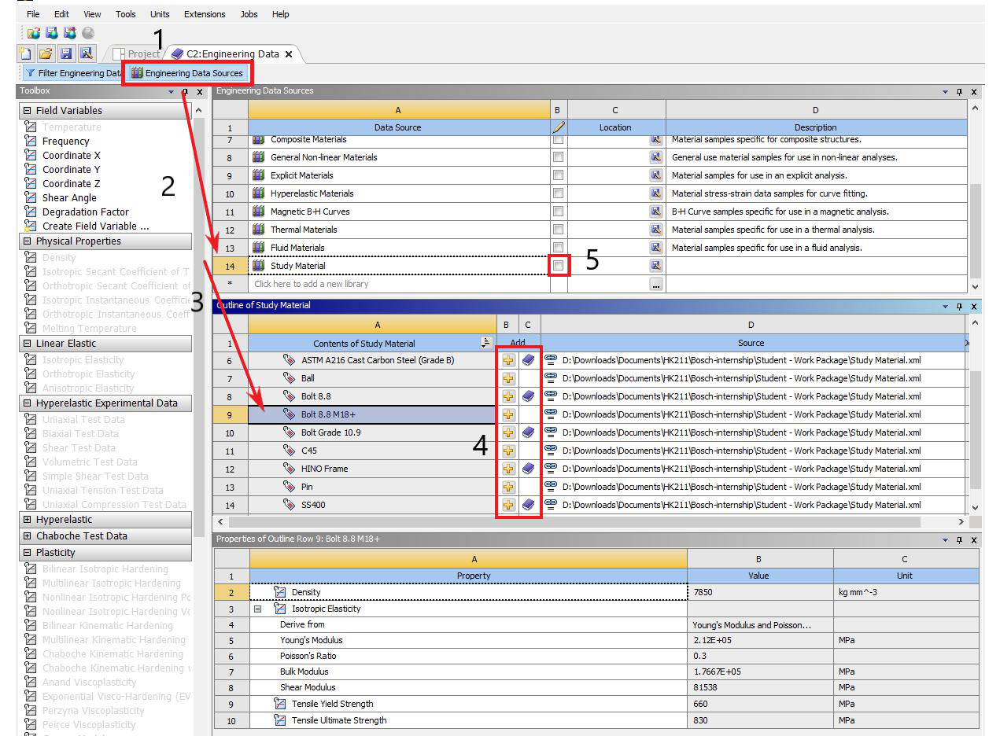 File Edit View Tools Units Extensions Jobs Help
1
Project C2:Engineering Data
Filter Engineering Data Engineering Data Sources
Toolbox
Field Variables
Temperature
Frequency
Coordinate X
Coordinate Y
Coordinate Z
Shear Angle
Degradation Factor
Create Field Variable ...
Physical Properties
Density
Isotropic Secant Coefficient of T
Orthotropic Secant Coefficient of
Isotropic Instantaneous Coefficie
Orthotropic Instantaneous Coeff
Melting Temperature
Linear Elastic
Isotropic Elasticity
Orthotropic Elasticity
Anisotropic Elasticity
Hyperelastic Experimental Data
Uniaxial Test Data
Biaxial Test Data
Shear Test Data
Volumetric Test Data
Simple Shear Test Data
Uniaxial Tension Test Data
Uniaxial Compression Test Data
Hyperelastic
Chaboche Test Data
Plasticity
Bilinear Isotropic Hardening
Multilinear Isotropic Hardening
Nonlinear Isotropic Hardening Po
Nonlinear Isotropic Hardening Vo
Bilinear Kinematic Hardening
Multilinear Kinematic Hardening
Chaboche Kinematic Hardening
Chaboche Kinematic Hardening
Anand Viscoplasticity
Exponential Visco-Hardening (EV
Perzyna Viscoplasticity
Peirce Viscoplasticity
2
3
Engineering Data Sources
A B C D
1 Data Source Location Description
7 Composite Materials Material samples specific for composite structures.
8 General Non-linear Materials General use material samples for use in non-linear analyses.
9 Explicit Materials Material samples for use in an explicit analysis.
10 Hyperelastic Materials Material stress-strain data samples for curve fitting.
11 Magnetic B-H Curves B-H Curve samples specific for use in a magnetic analysis.
12 Thermal Materials Material samples specific for use in a thermal analysis.
13 Fluid Materials Material samples specific for use in a fluid analysis.
14 Study Material 5
* Click here to add a new library ...
Outline of Study Material
A B C D
1 Contents of Study Material Add Source
6 ASTM A216 Cast Carbon Steel (Grade B) D:\Downloads\Documents\HK211\Bosch-internship\Student - Work Package\Study Material.xml
7 Ball D:\Downloads\Documents\HK211\Bosch-internship\Student - Work Package\Study Material.xml
8 Bolt 8.8 D:\Downloads\Documents\HK211\Bosch-internship\Student - Work Package\Study Material.xml
9 Bolt 8.8 M18+ D:\Downloads\Documents\HK211\Bosch-internship\Student - Work Package\Study Material.xml
10 Bolt Grade 10.9 D:\Downloads\Documents\HK211\Bosch-internship\Student - Work Package\Study Material.xml
4
11 C45 D:\Downloads\Documents\HK211\Bosch-internship\Student - Work Package\Study Material.xml
12 HINO Frame D:\Downloads\Documents\HK211\Bosch-internship\Student - Work Package\Study Material.xml
13 Pin D:\Downloads\Documents\HK211\Bosch-internship\Student - Work Package\Study Material.xml
14 SS400 D:\Downloads\Documents\HK211\Bosch-internship\Student - Work Package\Study Material.xml
Properties of Outline Row 9: Bolt 8.8 M18+
A B C
1 Property Value Unit
2 Density 7850 kg mm^-3
3 Isotropic Elasticity
4 Derive from Young's Modulus and Poisson...
5 Young's Modulus 2.12E+05 MPa
6 Poisson's Ratio 0.3
7 Bulk Modulus 1.7667E+05 MPa
8 Shear Modulus 81538 MPa
9 Tensile Yield Strength 660 MPa
10 Tensile Ultimate Strength 830 MPa